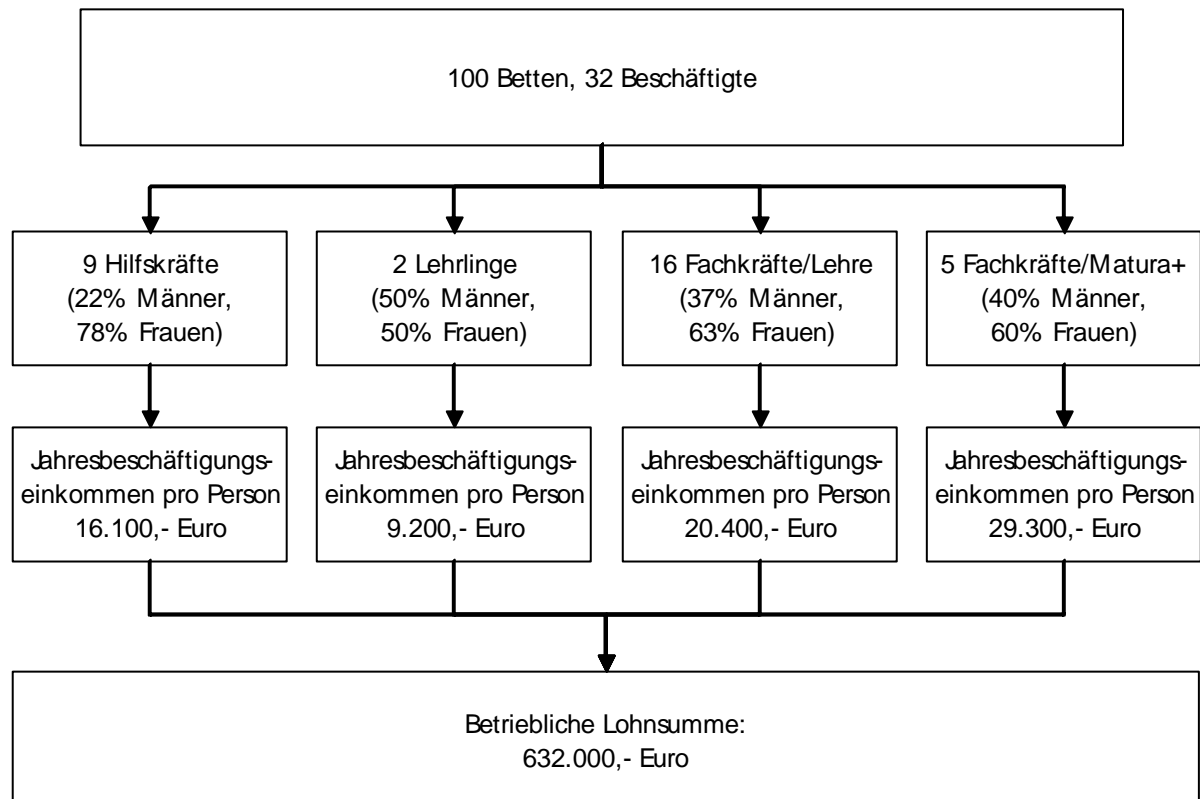 100 Betten, 32 Beschäftigte
9 Hilfskräfte
(22% Männer,
78% Frauen)
2 Lehrlinge
(50% Männer,
50% Frauen)
16 Fachkräfte/Lehre
(37% Männer,
63% Frauen)
5 Fachkräfte/Matura+
(40% Männer,
60% Frauen)
Jahresbeschäftigungs-
einkommen pro Person
16.100,- Euro
Jahresbeschäftigungs-
einkommen pro Person
9.200,- Euro
Jahresbeschäftigungs-
einkommen pro Person
20.400,- Euro
Jahresbeschäftigungs-
einkommen pro Person
29.300,- Euro
Betriebliche Lohnsumme:
632.000,- Euro